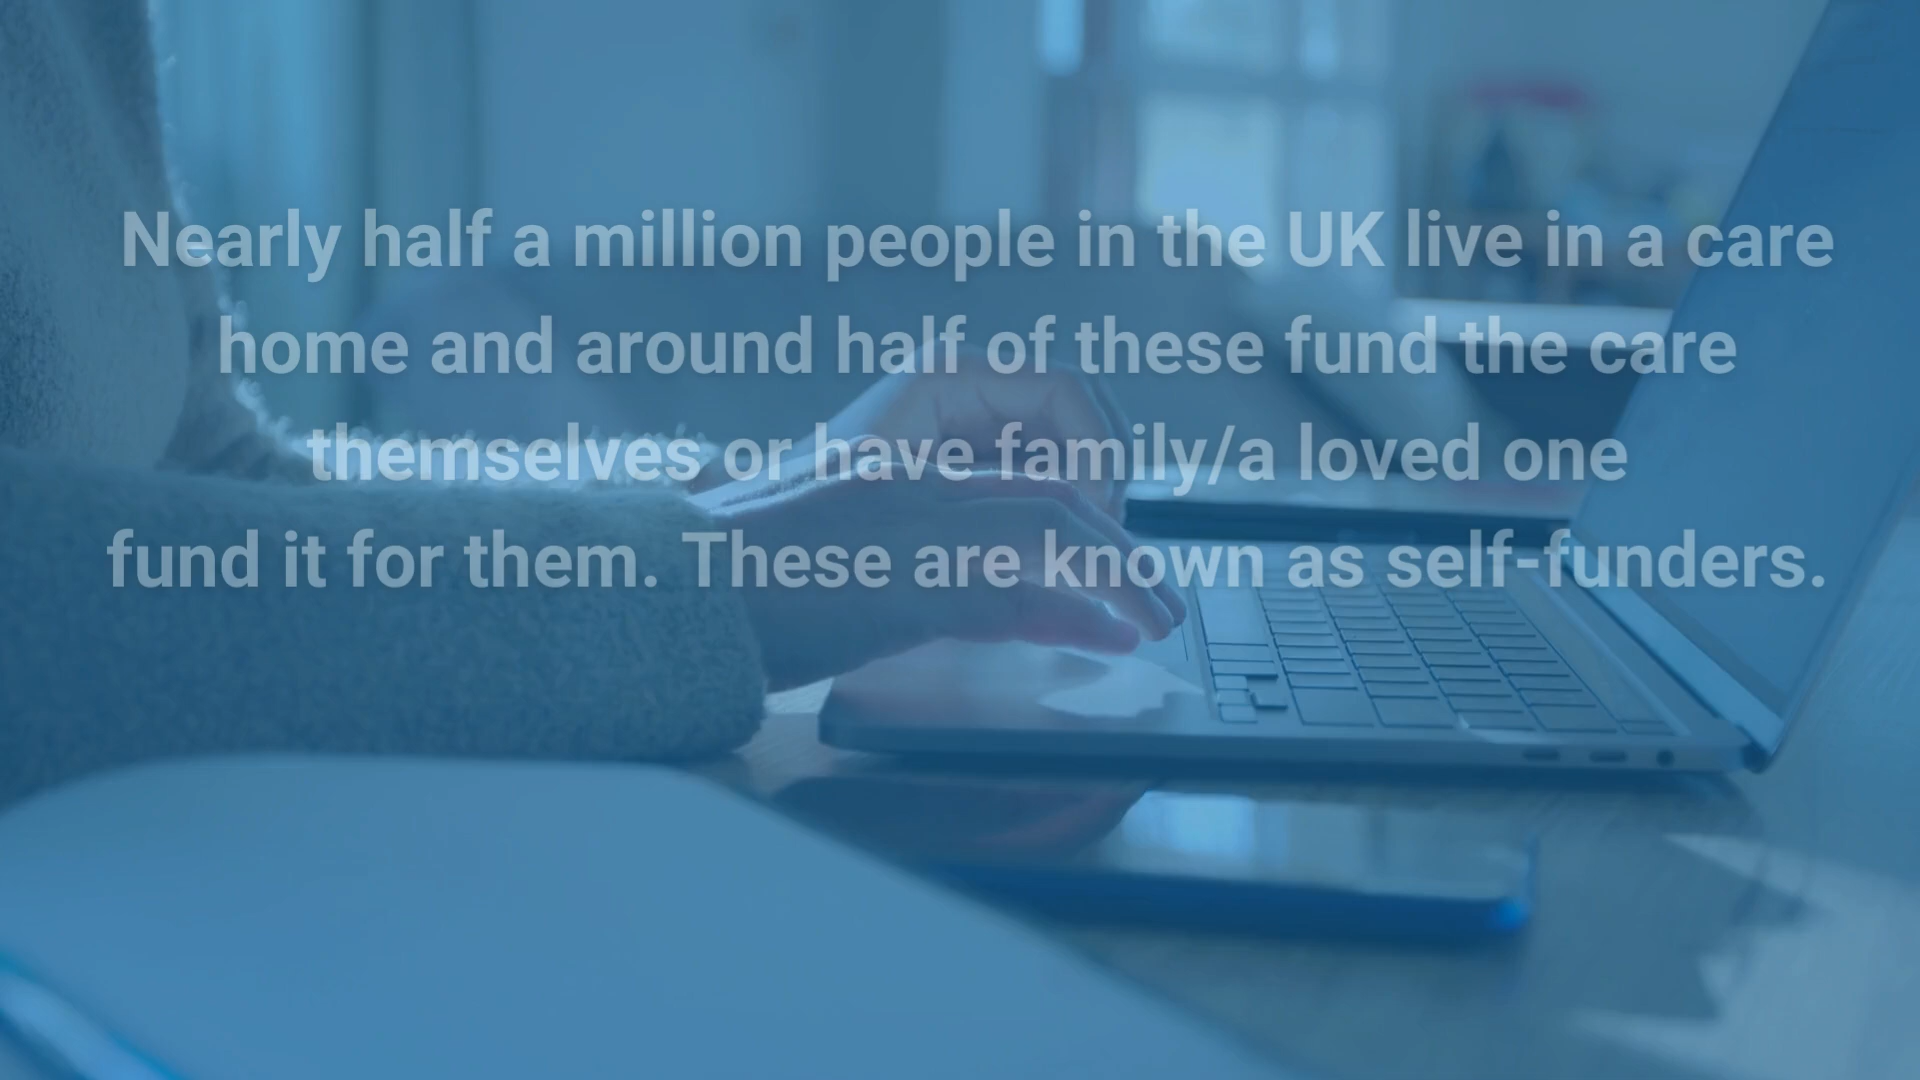 Nearly half a million people in the UK live in a care
home and around half of these fund the care
themselves or have family/a loved one
fund it for them. These are known as self-funders.